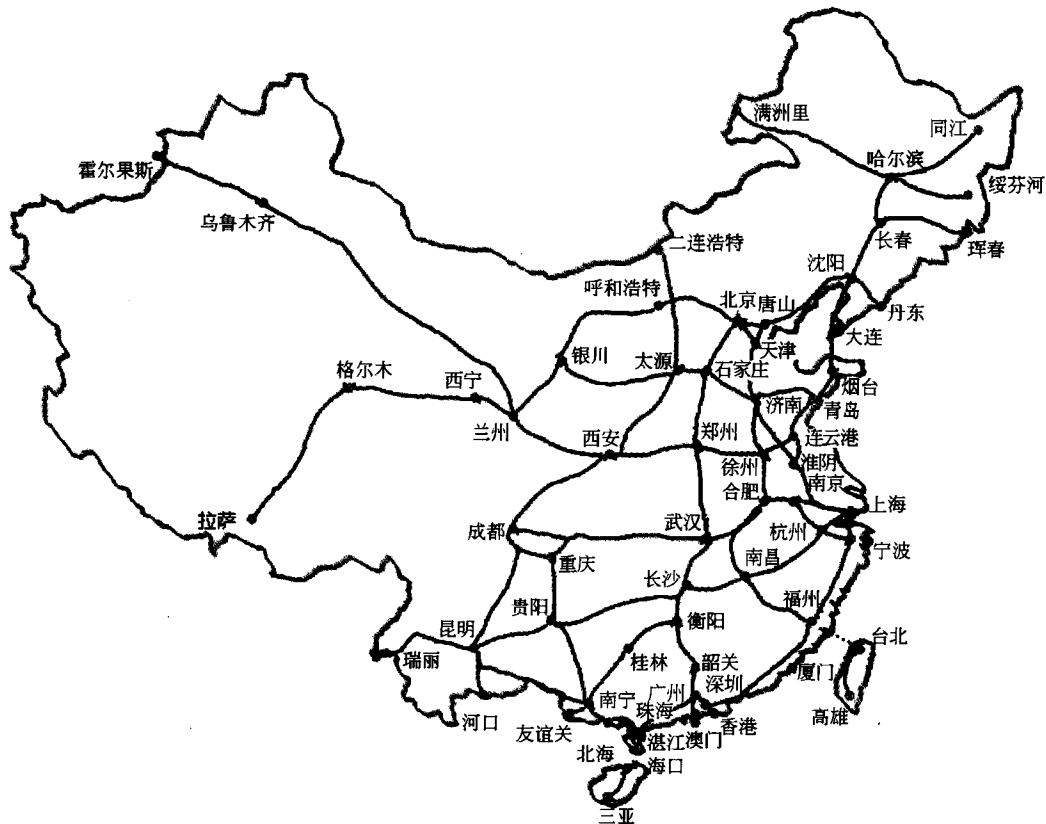 满洲里
同江
霍尔果斯
哈尔滨
绥芬河
乌鲁木齐
长春
珲春
二连浩特
沈阳
呼和浩特
北京
唐山
丹东
大连
天津
银川
太源
石家庄
格尔木
西宁
烟台
济南
青岛
兰州
西安
郑州
连云港
徐州
淮阴
合肥
南京
上海
拉萨
成都
武汉
杭州
宁波
重庆
南昌
长沙
贵阳
福州
昆明
衡阳
台北
瑞丽
桂林
韶关
厦门
深圳
广州
南宁
珠海
高雄
河口
友谊关
香港
湛江
澳门
北海
海口
三亚